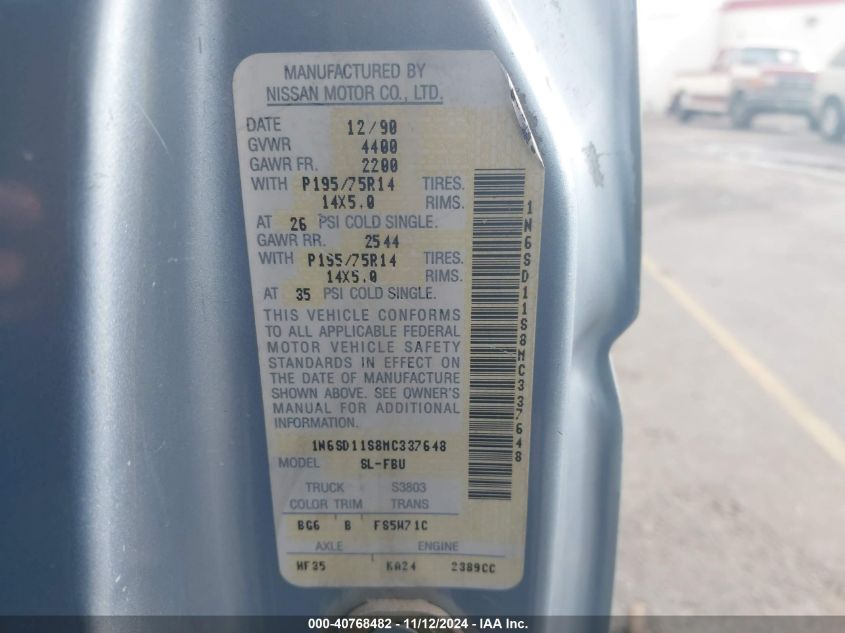 MANUFACTURED BY
NISSAN MOTOR CO., LTD.
DATE 12/90
GVWR 4400
GAWR FR. 2200
WITH P195/75R14 TIRES.
14X5.0 RIMS.
AT 26 PSI COLD SINGLE.
GAWR RR. 2544
WITH P195/75R14 TIRES.
14X5.0 RIMS.
AT 35 PSI COLD SINGLE.
THIS VEHICLE CONFORMS
TO ALL APPLICABLE FEDERAL
MOTOR VEHICLE SAFETY
STANDARDS IN EFFECT ON
THE DATE OF MANUFACTURE
SHOWN ABOVE. SEE OWNER'S
MANUAL FOR ADDITIONAL
INFORMATION.
1N6SD11S8MC337648
MODEL SL-FBU
TRUCK S3803
COLOR TRIM TRANS
BG6 B FS5W71C
AXLE ENGINE
HF35 KA24 2389CC
1N6SD11S8MC337648
000-40768482 - 11/12/2024 - IAA Inc.